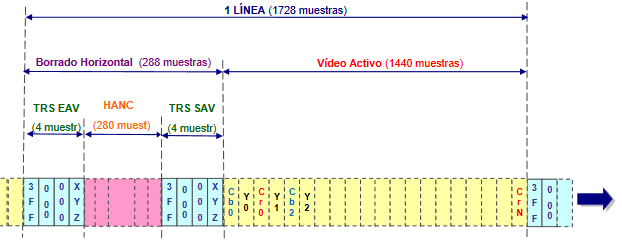 1 LÍNEA (1728 muestras)
Borrado Horizontal (288 muestras)
Vídeo Activo (1440 muestras)
TRS EAV
(4 muestr)
HANC
(280 muest)
TRS SAV
(4 muestr)
3FF
000
000
XYZ
3FF
000
000
XYZ
Cb0
Y0
Cr0
Y1
Cb2
Y2
CrN
3FF
000